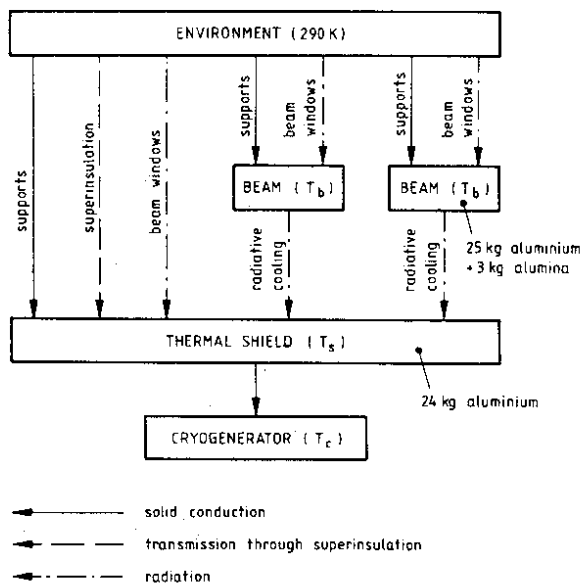 ENVIRONMENT (290K)
supports
superinsulation
beam windows
supports
beam
windows
supports
beam
windows
BEAM (Tb)
BEAM (Tb)
radiative
cooling
radiative
cooling
25 kg aluminium
+ 3 kg alumina
THERMAL SHIELD (Ts)
24 kg aluminium
CRYOGENERATOR (Tc)
solid conduction
transmission through superinsulation
radiation